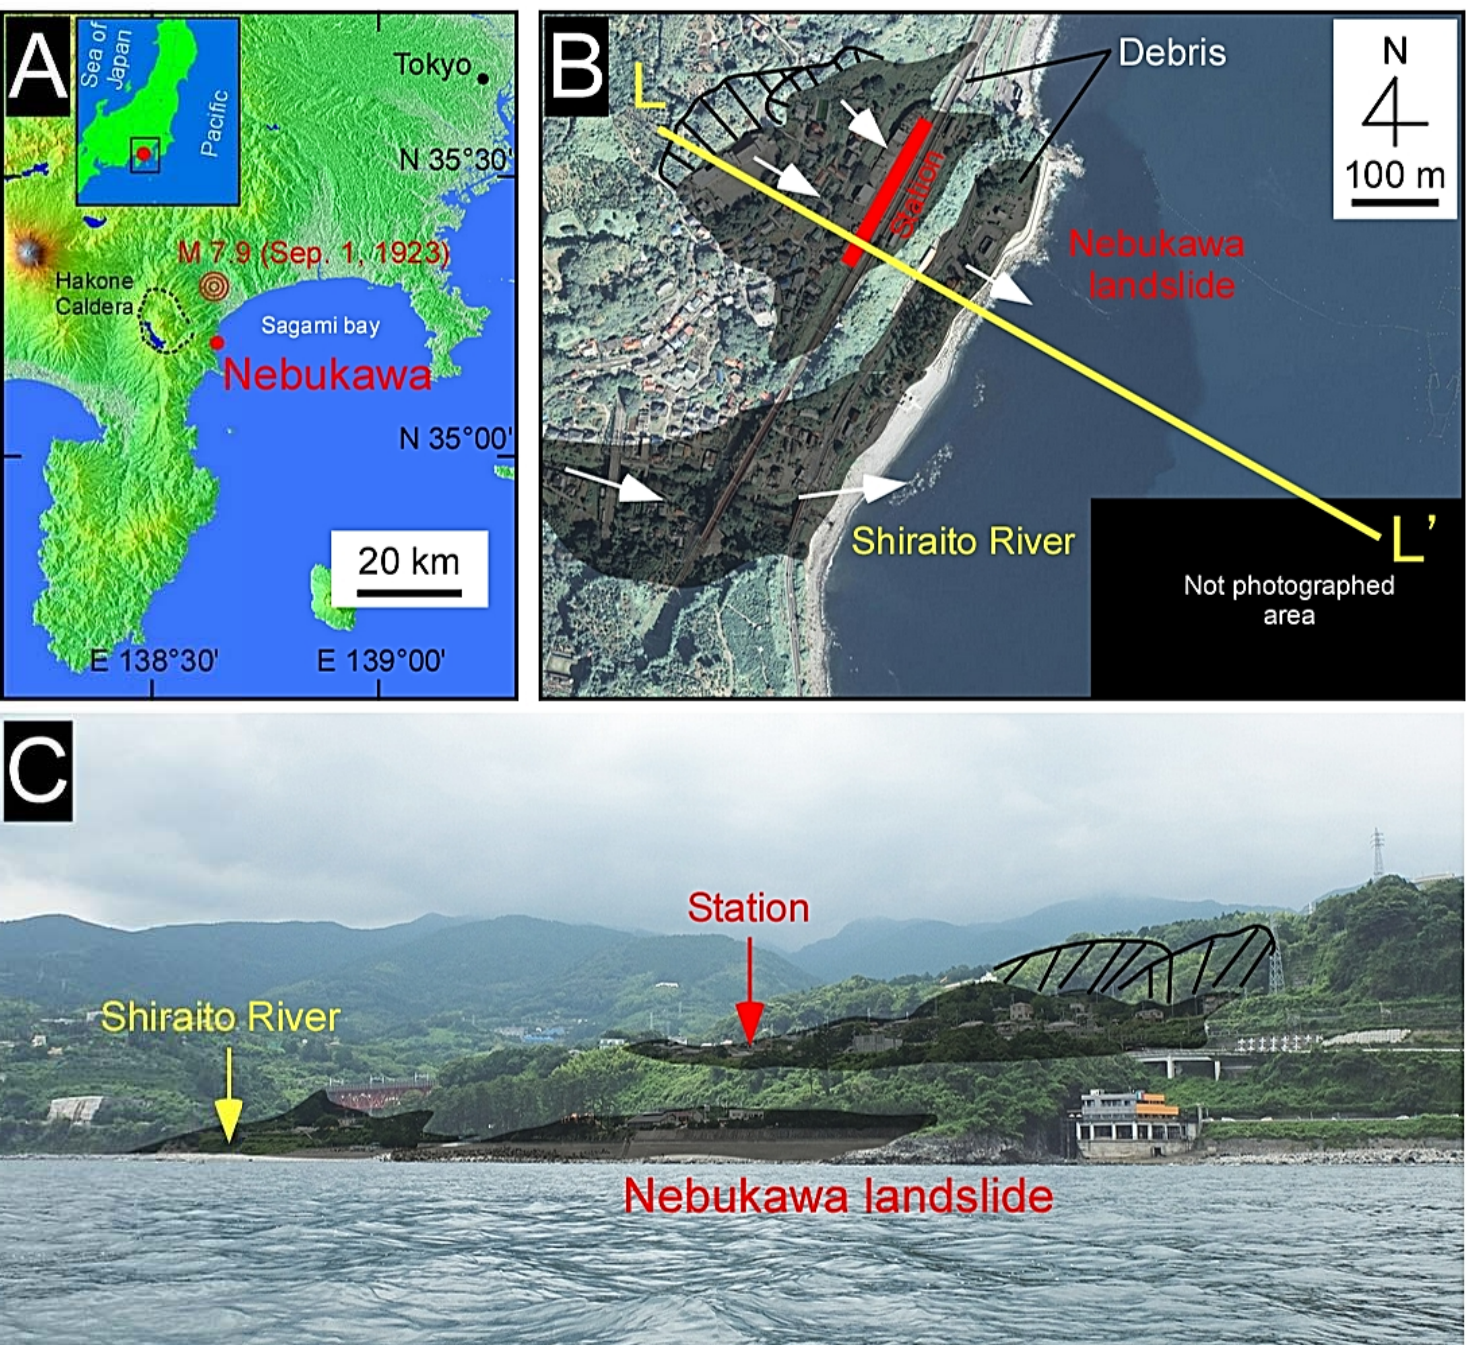 A
Sea of
Japan
Pacific
Tokyo
N 35°30'
M 7.9 (Sep. 1, 1923)
Hakone
Caldera
Sagami bay
Nebukawa
N 35°00'
20 km
E 138°30'
E 139°00'
B
L
Debris
N
100 m
Station
Nebukawa
landslide
Shiraito River
L’
Not photographed
area
C
Station
Shiraito River
Nebukawa landslide